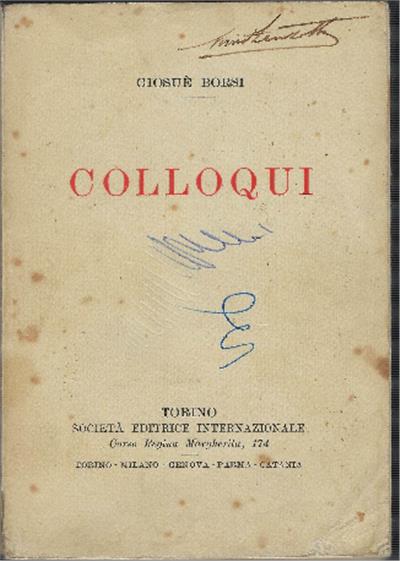 GIOSUÈ BORSI
COLLOQUI
TORINO
SOCIETÀ EDITRICE INTERNAZIONALE
Corso Regina Margherita, 174
TORINO - MILANO - GENOVA - PARMA - CATANIA